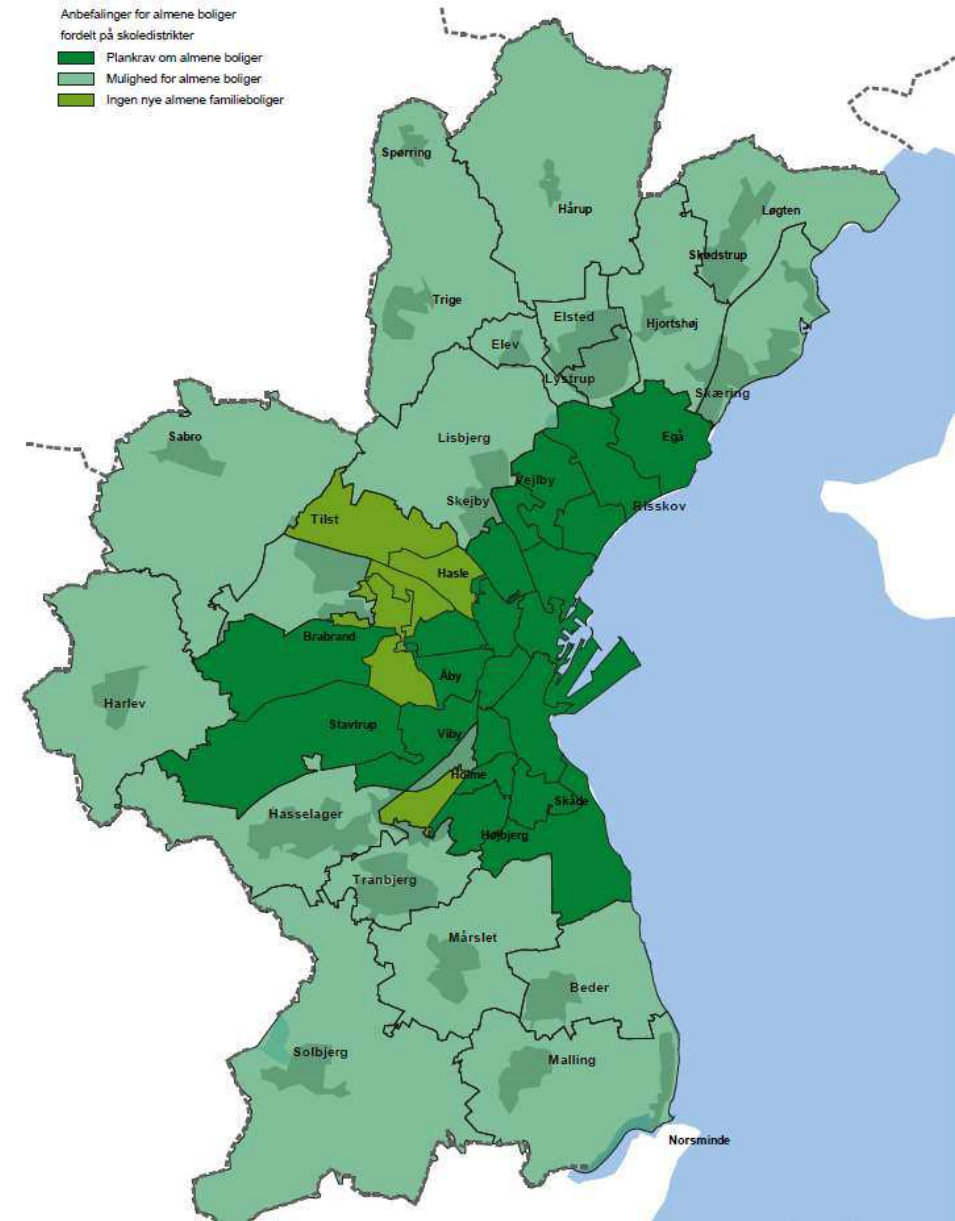 Anbefalinger for almene boliger
fordelt på skoledistrikter
Plankrav om almene boliger
Mulighed for almene boliger
Ingen nye almene familieboliger
Spørring
Hårup
Løgten
Skødstrup
Trige
Elsted
Hjortshøj
Elev
Lystrup
Skæring
Sabro
Lisbjerg
Egå
Vejlby
Skejby
Risskov
Tilst
Hasle
Brabrand
Åby
Harlev
Stavtrup
Viby
Holme
Skåde
Hasselager
Højbjerg
Tranbjerg
Mårslet
Beder
Solbjerg
Malling
Norsminde